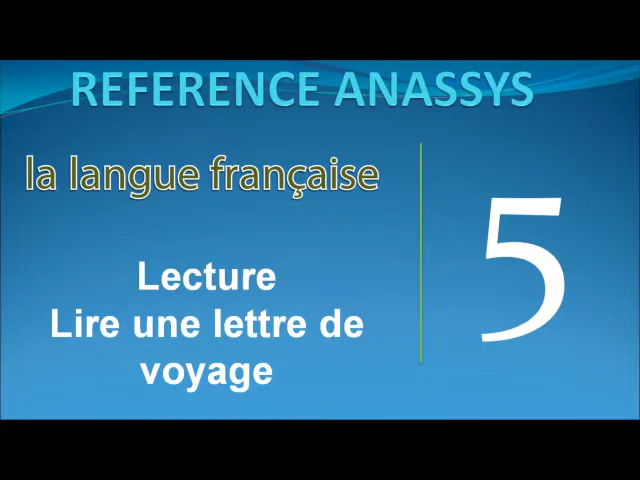 REFERENCE ANASSYS
la langue française
Lecture
Lire une lettre de
voyage
5